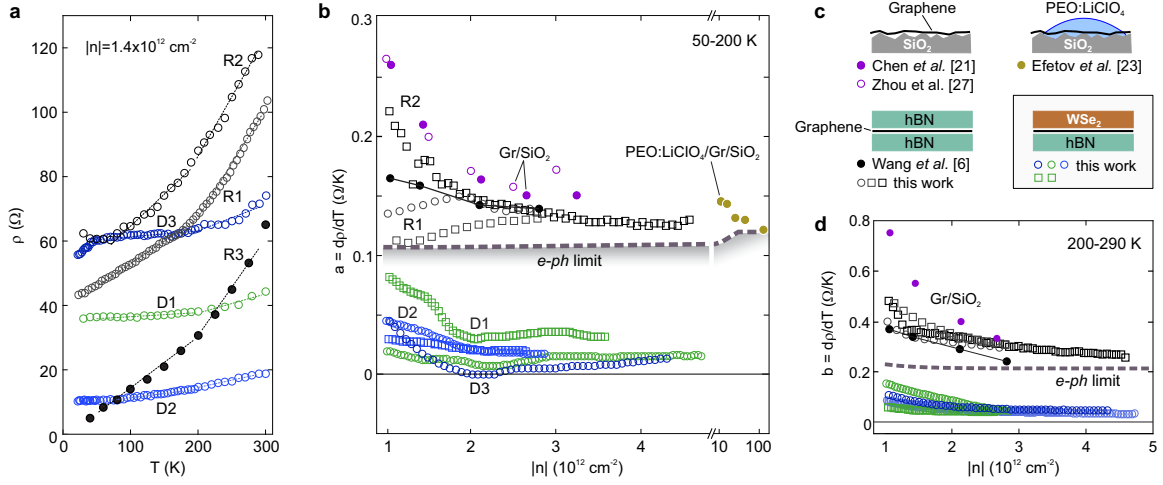 a
|n|=1.4x10¹² cm⁻²
120
100
80
60
40
20
0
ρ (Ω)
R2
R1
D3
R3
D1
D2
0
100
200
300
T (K)
b
50-200 K
0.3
0.2
0.1
0
a = dρ/dT (Ω/K)
R2
Gr/SiO₂
PEO:LiClO₄/Gr/SiO₂
R1
e-ph limit
D2
D1
D3
1
2
3
4
10
100
|n| (10¹² cm⁻²)
c
Graphene
SiO₂
PEO:LiClO₄
SiO₂
Chen et al. [21]
Zhou et al. [27]
Efetov et al. [23]
hBN
Graphene
hBN
Wang et al. [6]
this work
WSe₂
hBN
this work
d
200-290 K
0.8
0.6
0.4
0.2
0
b = dρ/dT (Ω/K)
Gr/SiO₂
e-ph limit
1
2
3
4
5
|n| (10¹² cm⁻²)